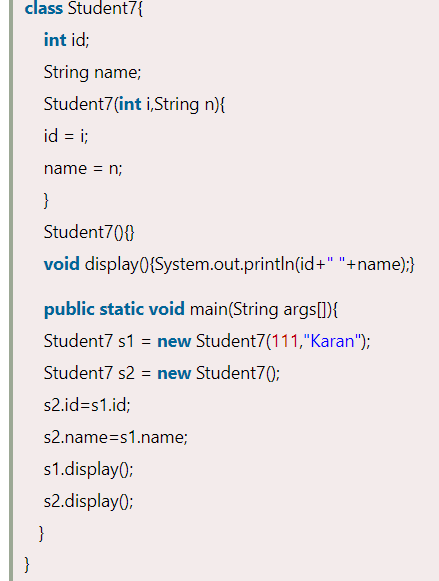 class Student7{
int id;
String name;
Student7(int i,String n){
id = i;
name = n;
}
Student7(){}
void display(){System.out.println(id+" "+name);}
public static void main(String args[]){
Student7 s1 = new Student7(111,"Karan");
Student7 s2 = new Student7();
s2.id=s1.id;
s2.name=s1.name;
s1.display();
s2.display();
}
}